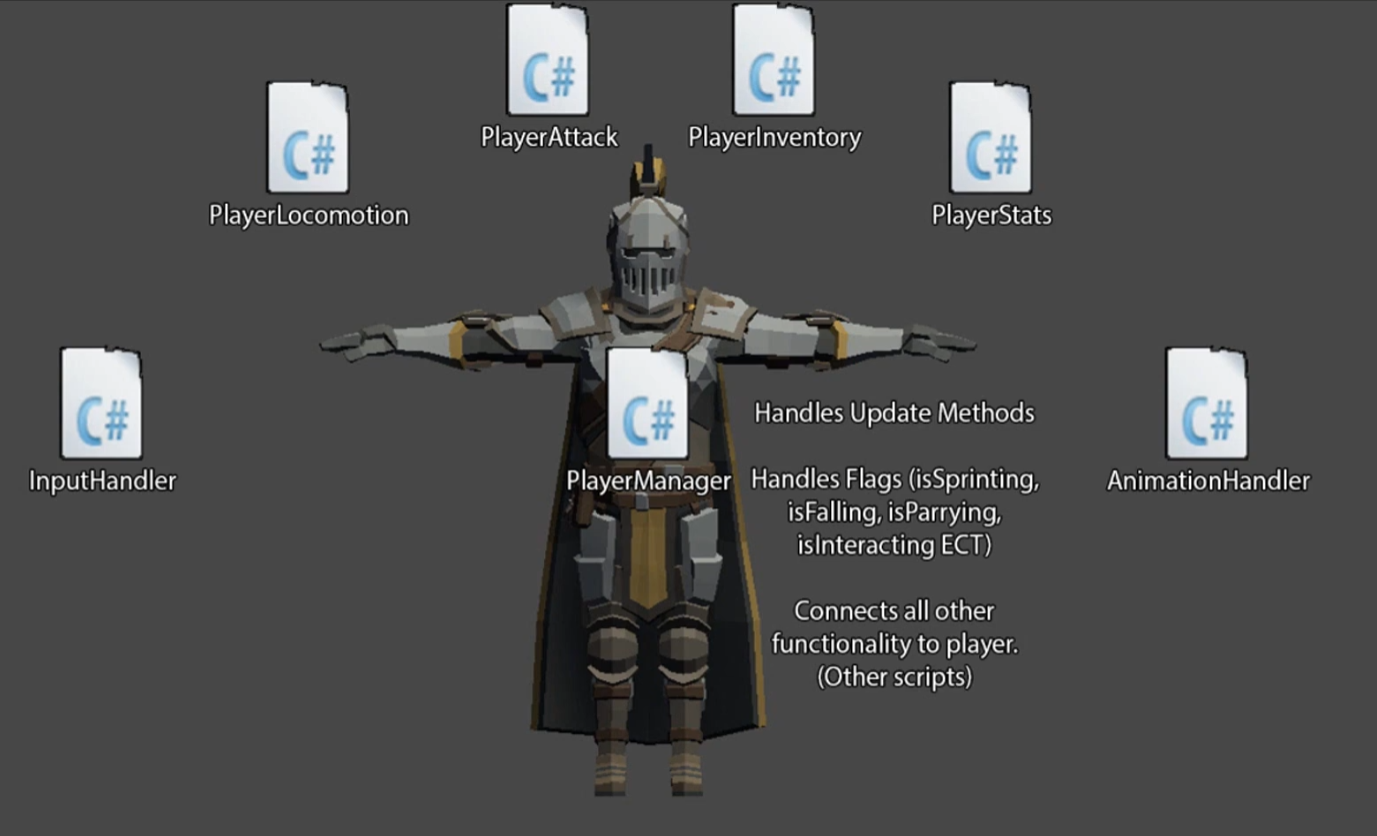 C#
PlayerAttack
C#
PlayerInventory
C#
PlayerLocomotion
C#
PlayerStats
C#
InputHandler
C#
PlayerManager
Handles Update Methods
Handles Flags (isSprinting,
isFalling, isParrying,
isInteracting ECT)
Connects all other
functionality to player.
(Other scripts)
C#
AnimationHandler